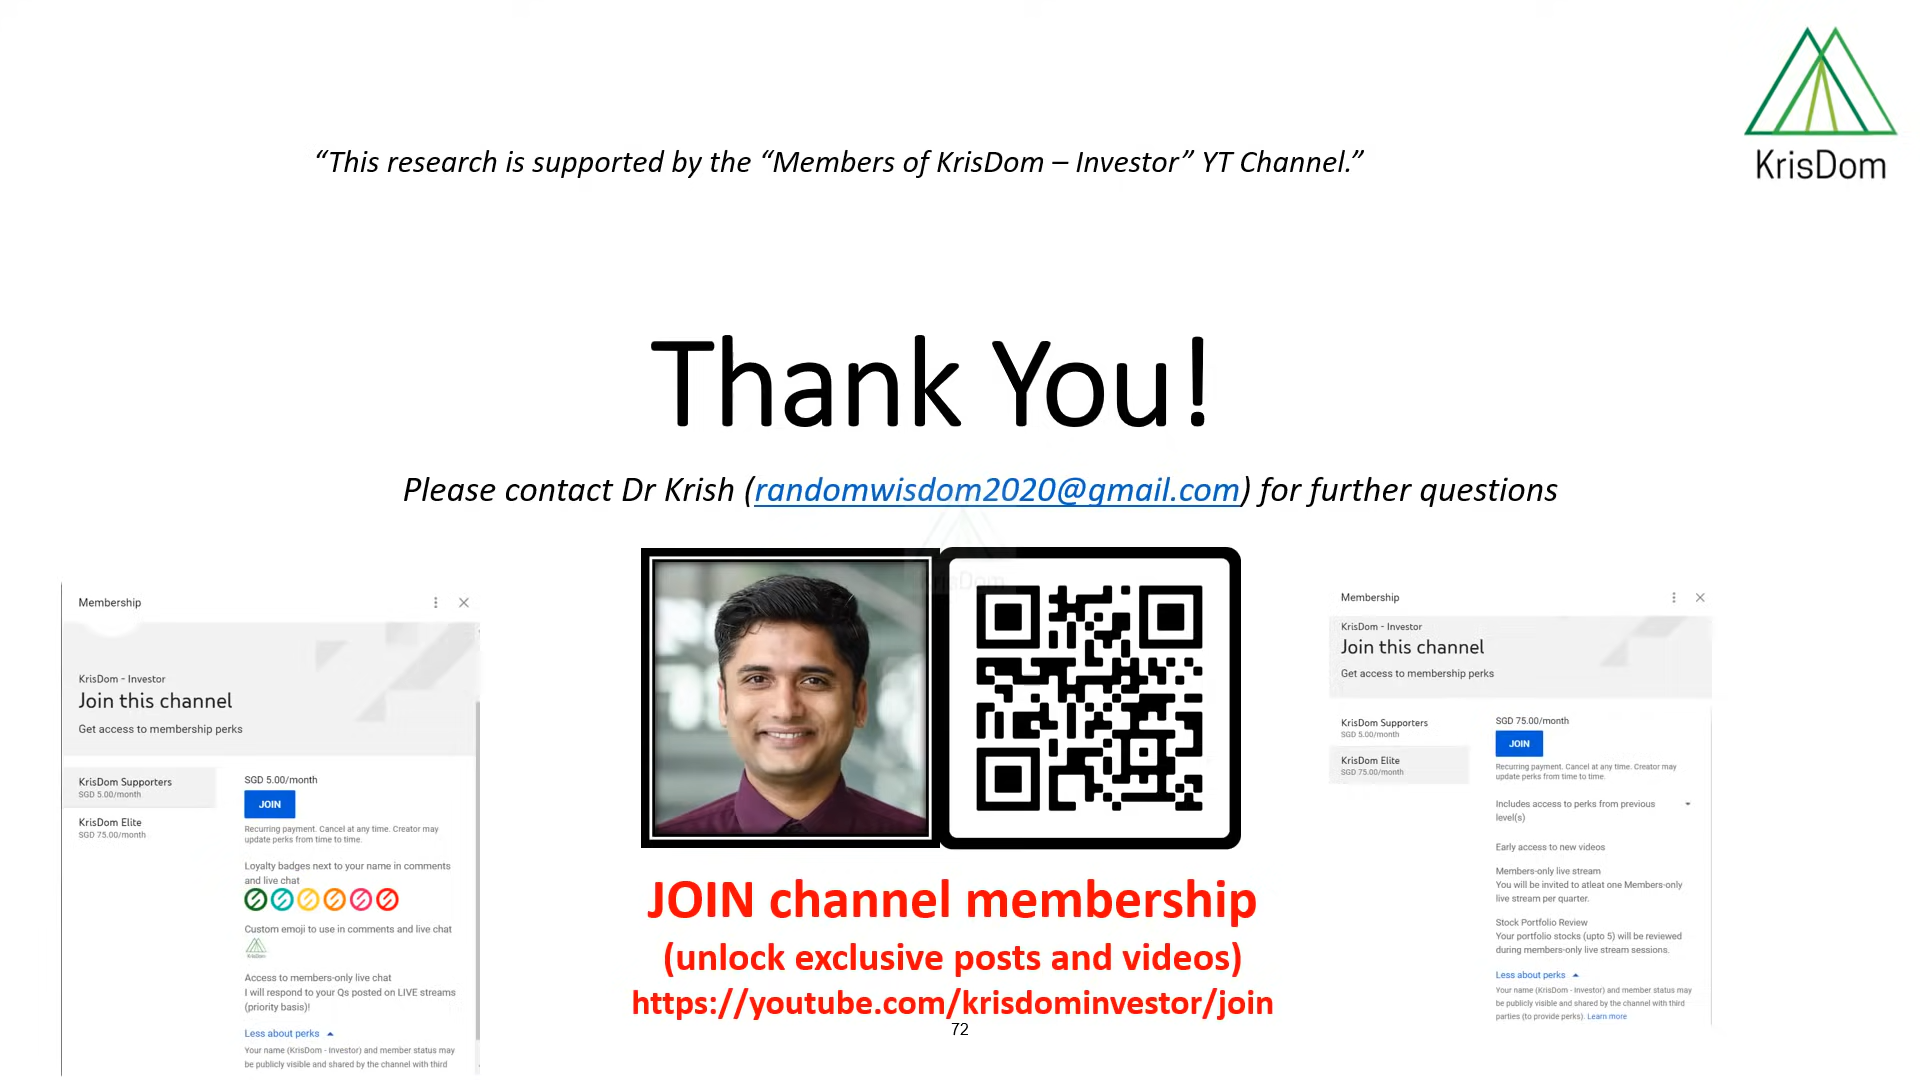 KrisDom
“This research is supported by the “Members of KrisDom – Investor” YT Channel.”
Thank You!
Please contact Dr Krish (randomwisdom2020@gmail.com) for further questions
KrisDom
Membership
KrisDom - Investor
Join this channel
Get access to membership perks
KrisDom Supporters
SGD 5.00/month
KrisDom Elite
SGD 75.00/month
SGD 5.00/month
JOIN
Recurring payment. Cancel at any time. Creator may
update perks from time to time.
Loyalty badges next to your name in comments
and live chat
Custom emoji to use in comments and live chat
KrisDom
Access to members-only live chat
I will respond to your Qs posted on LIVE streams
(priority basis)!
Less about perks
Your name (KrisDom - Investor) and member status may
be publicly visible and shared by the channel with third
JOIN channel membership
(unlock exclusive posts and videos)
https://youtube.com/krisdominvestor/join
72
Membership
KrisDom - Investor
Join this channel
Get access to membership perks
KrisDom Supporters
SGD 5.00/month
KrisDom Elite
SGD 75.00/month
SGD 75.00/month
JOIN
Recurring payment. Cancel at any time. Creator may
update perks from time to time.
Includes access to perks from previous
level(s)
Early access to new videos
Members-only live stream
You will be invited to atleat one Members-only
live stream per quarter.
Stock Portfolio Review
Your portfolio stocks (upto 5) will be reviewed
during members-only live stream sessions.
Less about perks
Your name (KrisDom - Investor) and member status may
be publicly visible and shared by the channel with third
parties (to provide perks). Learn more